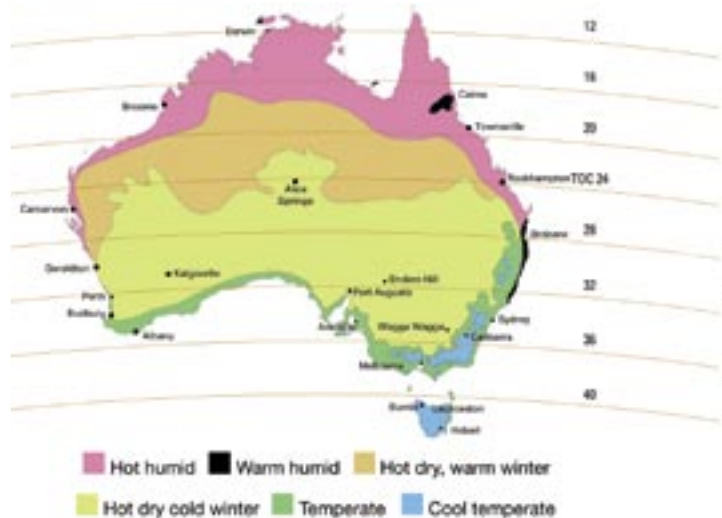 Darwin
12
16
Cairns
Broome
Townsville
20
Rockhampton TOC 24
Alice
Springs
Carnarvon
28
Brisbane
Geraldton
Kalgoorlie
Broken Hill
32
Port Augusta
Perth
Bunbury
Sydney
Wagga Wagga
Albany
Canberra
36
Melbourne
40
Burnie
Launceston
Hobart
Hot humid
Warm humid
Hot dry, warm winter
Hot dry cold winter
Temperate
Cool temperate